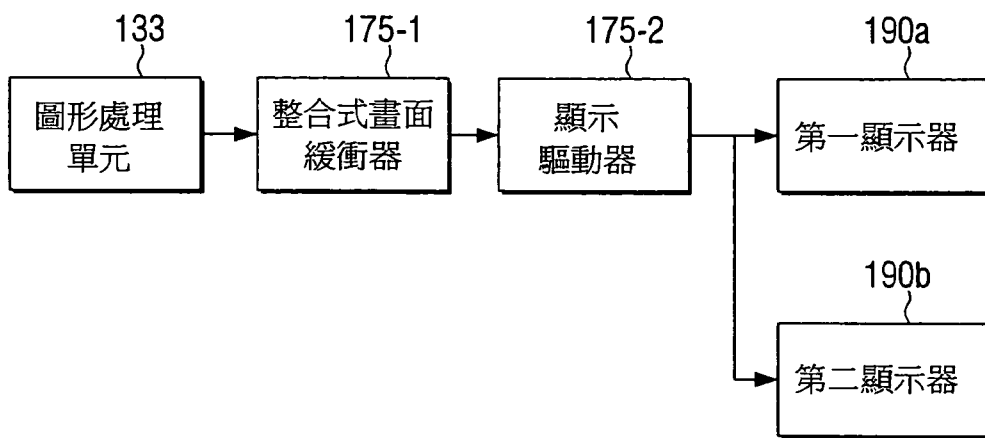 133
175-1
175-2
190a
圖形處理
單元
整合式畫面
緩衝器
顯示
驅動器
第一顯示器
190b
第二顯示器